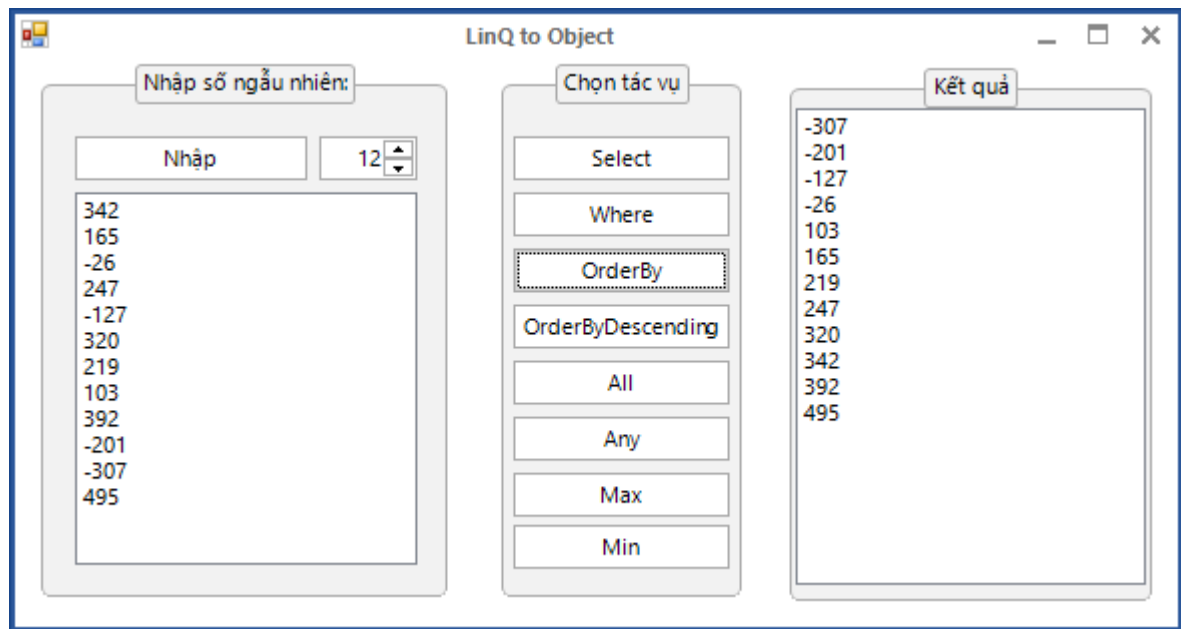 LinQ to Object
Nhập số ngẫu nhiên:
Nhập
12
342
165
-26
247
-127
320
219
103
392
-201
-307
495
Chọn tác vụ
Select
Where
OrderBy
OrderByDescending
All
Any
Max
Min
Kết quả
-307
-201
-127
-26
103
165
219
247
320
342
392
495